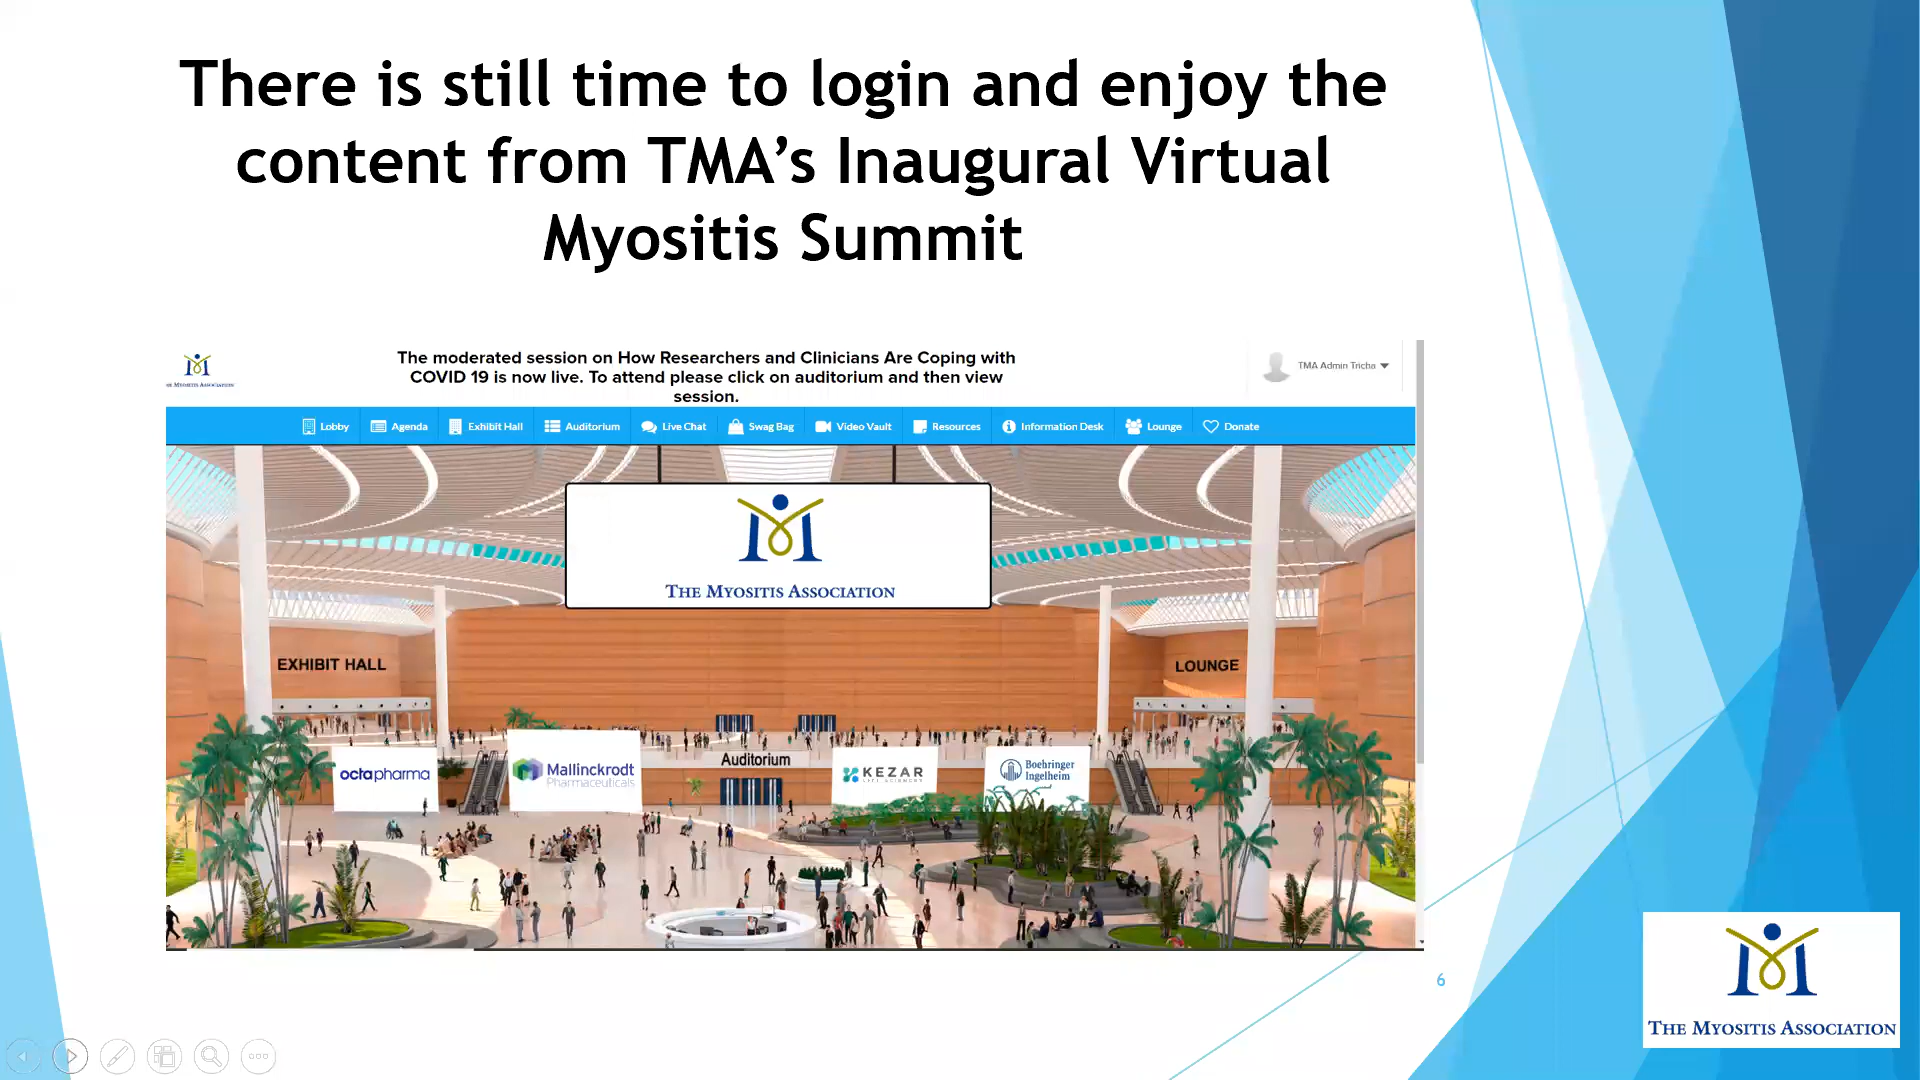 There is still time to login and enjoy the
content from TMA’s Inaugural Virtual
Myositis Summit
The moderated session on How Researchers and Clinicians Are Coping with
COVID 19 is now live. To attend please click on auditorium and then view
session.
TMA Admin Tricha
Lobby Agenda Exhibit Hall Auditorium Live Chat Swag Bag Video Vault Resources Information Desk Lounge Donate
THE MYOSITIS ASSOCIATION
EXHIBIT HALL
LOUNGE
octapharma
Mallinckrodt
Pharmaceuticals
Auditorium
KEZAR
LIFE SCIENCES
Boehringer
Ingelheim
6
THE MYOSITIS ASSOCIATION